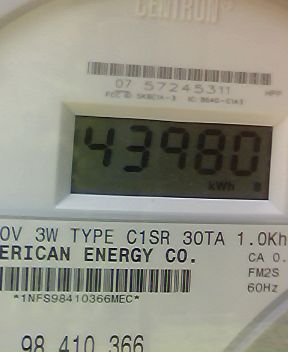 CENTRON
07 57245311
43980
kWh
0V 3W TYPE C1SR 30TA 1.0Kh
ERICAN ENERGY CO.
CA 0.
FM2S
*1NFS98410366MEC*
60Hz
98 410 366